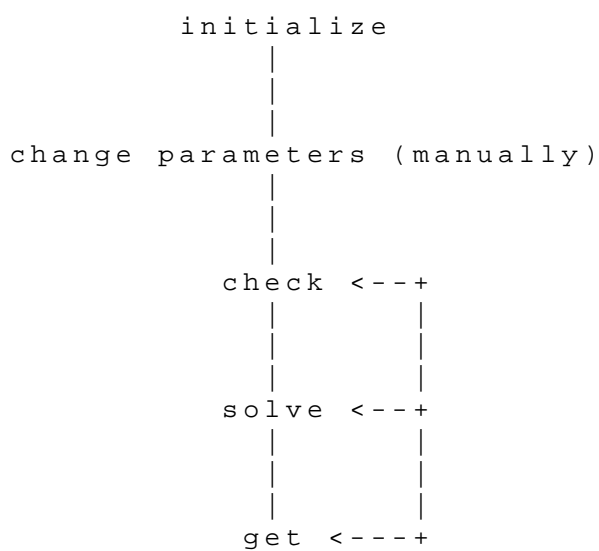 initialize
|
|
|
change parameters (manually)
|
|
|
check <--+
| |
| |
| |
solve <--+
| |
| |
| |
get <---+